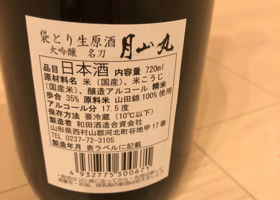 袋とり生原酒
大吟醸 名刀 月山丸
品目 日本酒 内容量 720ml
原材料名 米(国産)、米こうじ
(国産米)、醸造アルコール 精米
歩合 35% 原料米 山田錦100%使用
アルコール分 17.5 度
保存方法 要冷蔵(10℃以下)
製造者 和田酒造合資会社
山形県西村山郡河北町谷地甲17番
TEL 0237-72-3105
製造年月 表ラベルに記載
4 932775 300671